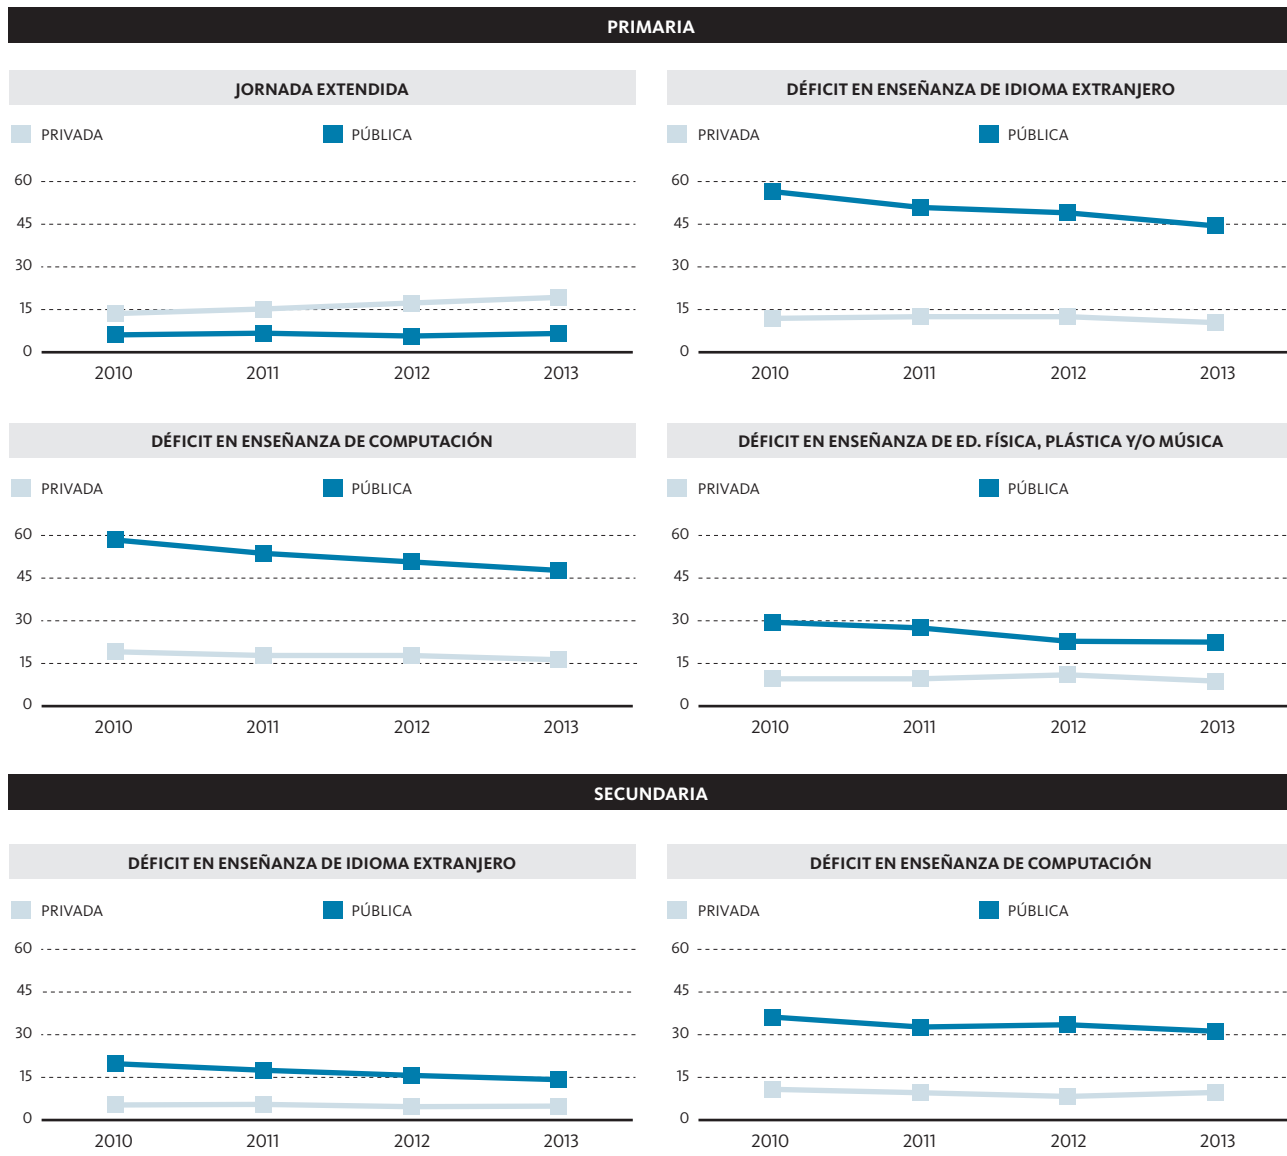 PRIMARIA
JORNADA EXTENDIDA
PRIVADA
PÚBLICA
60
45
30
15
0
2010
2011
2012
2013
DÉFICIT EN ENSEÑANZA DE IDIOMA EXTRANJERO
PRIVADA
PÚBLICA
60
45
30
15
0
2010
2011
2012
2013
DÉFICIT EN ENSEÑANZA DE COMPUTACIÓN
PRIVADA
PÚBLICA
60
45
30
15
0
2010
2011
2012
2013
DÉFICIT EN ENSEÑANZA DE ED. FÍSICA, PLÁSTICA Y/O MÚSICA
PRIVADA
PÚBLICA
60
45
30
15
0
2010
2011
2012
2013
SECUNDARIA
DÉFICIT EN ENSEÑANZA DE IDIOMA EXTRANJERO
PRIVADA
PÚBLICA
60
45
30
15
0
2010
2011
2012
2013
DÉFICIT EN ENSEÑANZA DE COMPUTACIÓN
PRIVADA
PÚBLICA
60
45
30
15
0
2010
2011
2012
2013